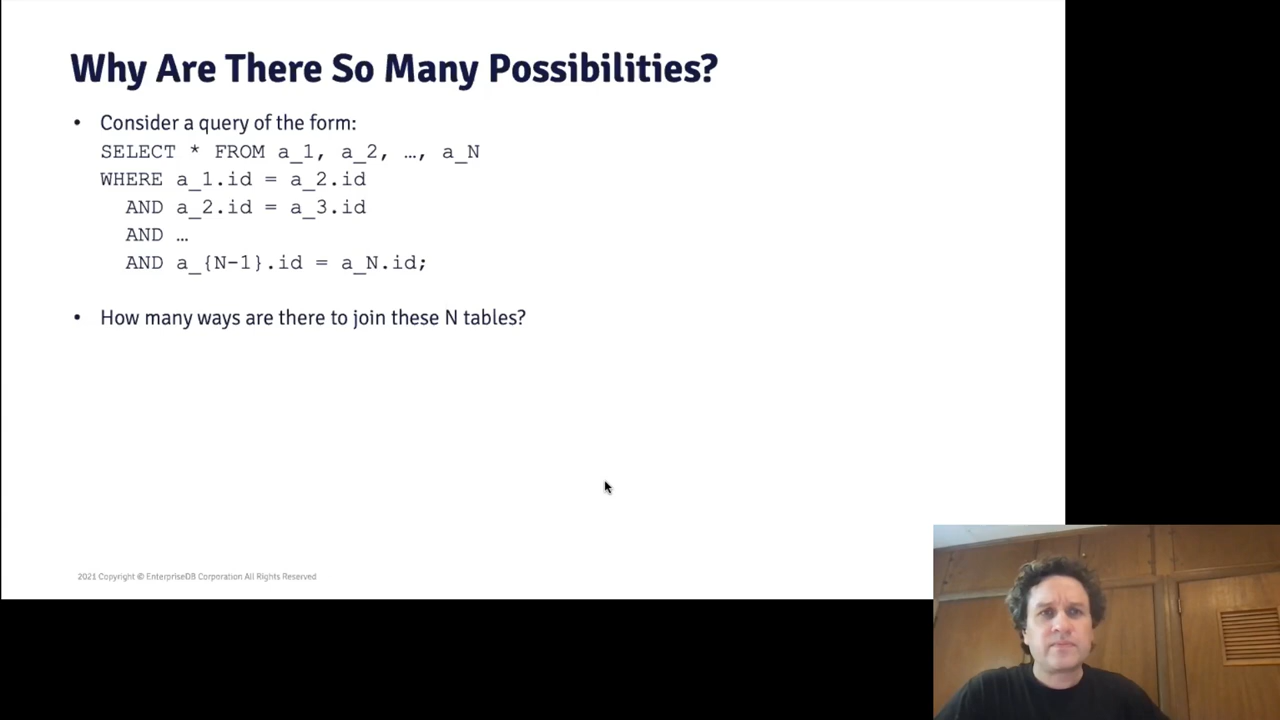 Why Are There So Many Possibilities?
• Consider a query of the form:
SELECT * FROM a_1, a_2, …, a_N
WHERE a_1.id = a_2.id
AND a_2.id = a_3.id
AND …
AND a_{N-1}.id = a_N.id;
• How many ways are there to join these N tables?
2021 Copyright © EnterpriseDB Corporation All Rights Reserved